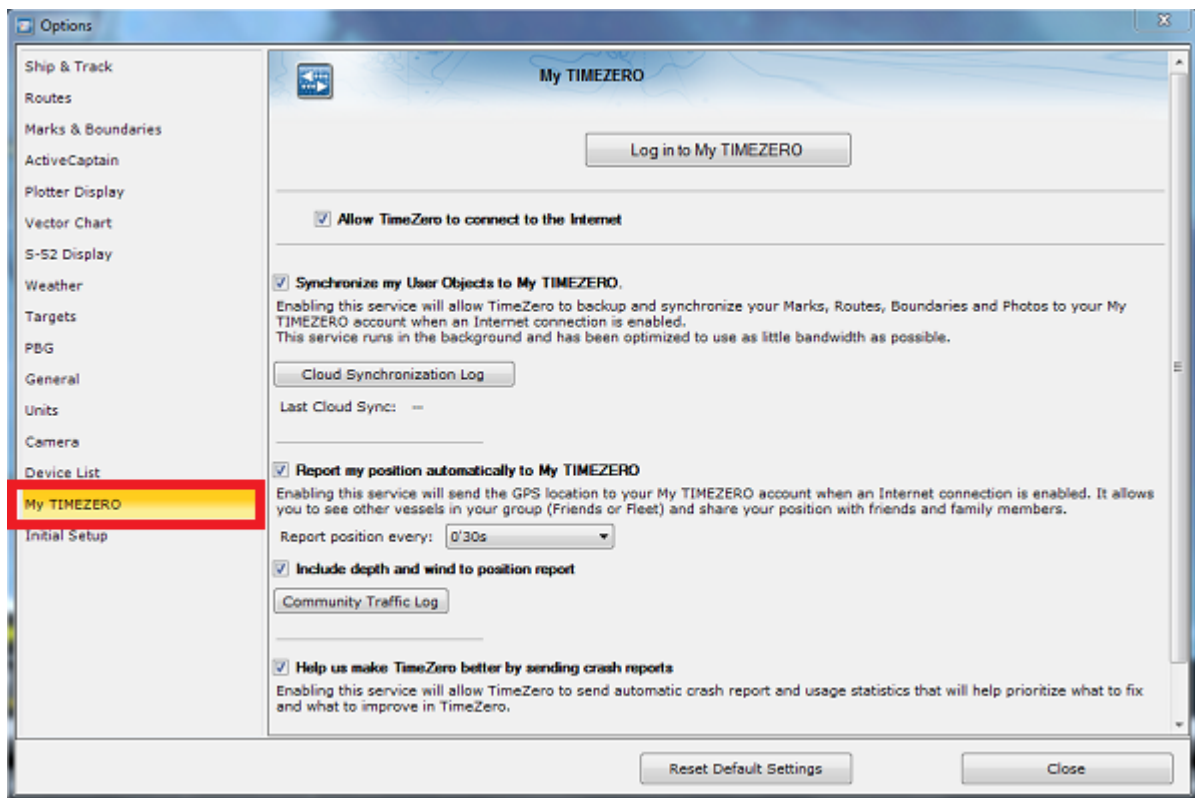 Options
Ship & Track
Routes
Marks & Boundaries
ActiveCaptain
Plotter Display
Vector Chart
S-52 Display
Weather
Targets
PBG
General
Units
Camera
Device List
My TIMEZERO
Initial Setup
My TIMEZERO
Log in to My TIMEZERO
Allow TimeZero to connect to the Internet
Synchronize my User Objects to My TIMEZERO.
Enabling this service will allow TimeZero to backup and synchronize your Marks, Routes, Boundaries and Photos to your My
TIMEZERO account when an Internet connection is enabled.
This service runs in the background and has been optimized to use as little bandwidth as possible.
Cloud Synchronization Log
Last Cloud Sync: --
Report my position automatically to My TIMEZERO
Enabling this service will send the GPS location to your My TIMEZERO account when an Internet connection is enabled. It allows
you to see other vessels in your group (Friends or Fleet) and share your position with friends and family members.
Report position every: 0'30s
Include depth and wind to position report
Community Traffic Log
Help us make TimeZero better by sending crash reports
Enabling this service will allow TimeZero to send automatic crash report and usage statistics that will help prioritize what to fix
and what to improve in TimeZero.
Reset Default Settings
Close